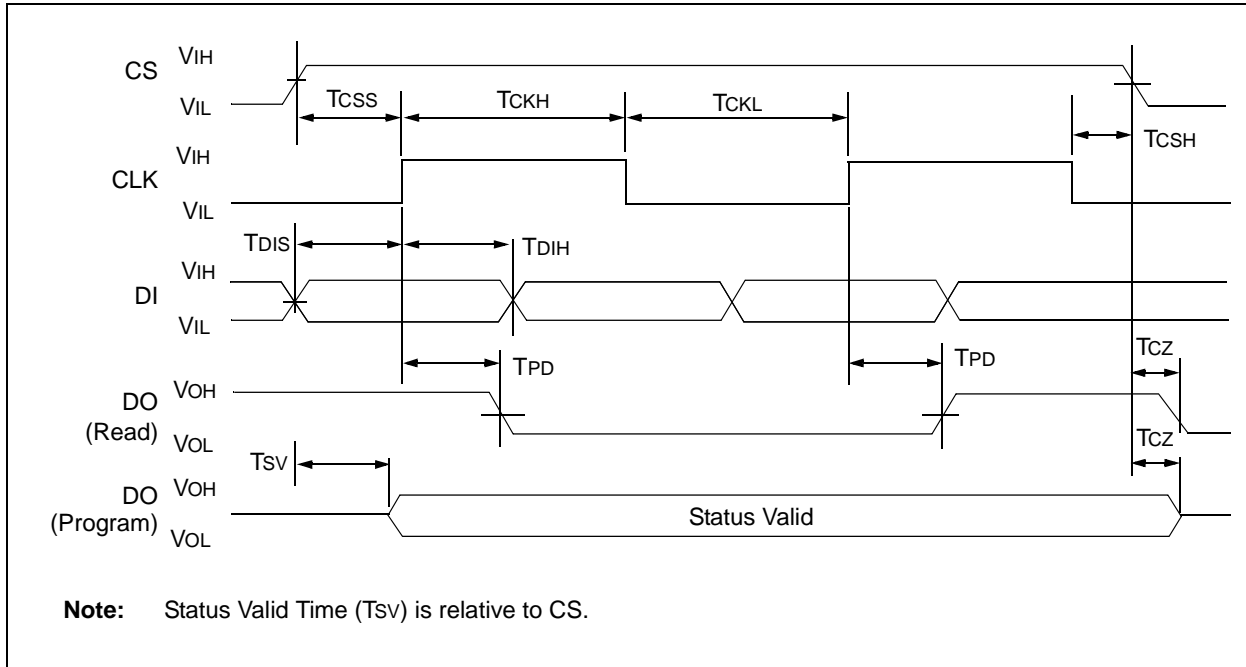 CS
VIH
VIL
TCSS
TCKH
TCKL
TCSH
CLK
VIH
VIL
TDIS
TDIH
DI
VIH
VIL
TPD
TPD
TCZ
DO
(Read)
VOH
VOL
TCZ
TSV
DO
(Program)
VOH
VOL
Status Valid
Note: Status Valid Time (TSV) is relative to CS.